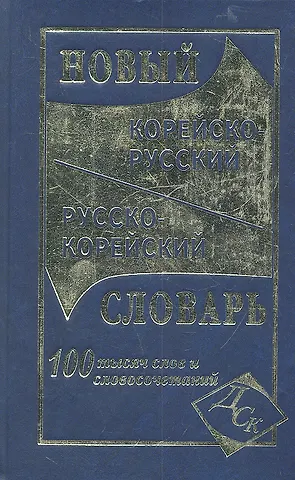 НОВЫЙ
КОРЕЙСКО-
РУССКИЙ
РУССКО-
КОРЕЙСКИЙ
СЛОВАРЬ
100 тысяч слов и
словосочетаний
ДСК